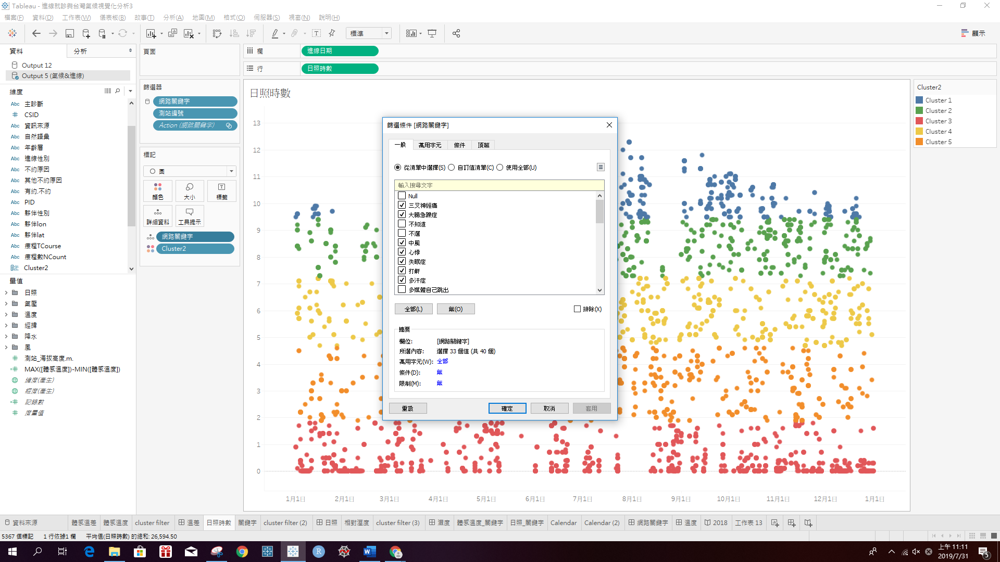 Tableau - 進線就診與台灣氣候視覺化分析3
檔案(F) 資料(D) 工作表(W) 儀表板(B) 故事(T) 分析(A) 地圖(M) 格式(O) 伺服器(S) 視窗(N) 說明(H)
標準
顯示
資料 分析
Output 12
Output 5 (氣候&進線)
維度
Abc 主診斷
CSID
Abc 資訊來源
Abc 自然語彙
Abc 年齡層
Abc 進線性別
Abc 不約原因
Abc 其他不約原因
Abc 有約.不約
Abc PID
Abc 夥伴性別
Abc 夥伴lon
Abc 夥伴lat
Abc 療程TCourse
Abc 療程數NCount
Cluster2
量值
日照
氣壓
溫度
經緯
降水
風
測站_海拔高度.m.
MAX([體感溫度])-MIN([體感溫度])
緯度(產生)
經度(產生)
記錄數
度量值
頁面
篩選器
網路關鍵字
測站編號
Action (網路關鍵字)
標記
圓
顏色 大小 標籤
詳細資料 工具提示
網路關鍵字
Cluster2
欄 進線日期
行 日照時數
日照時數
13
12
11
10
9
8
7
6
5
4
3
2
1
0
1月1日 2月1日 3月1日 4月1日 5月1日 6月1日 7月1日 8月1日 9月1日 10月1日 11月1日 12月1日 1月1日
篩選條件 [網路關鍵字]
一般 萬用字元 條件 頂端
從清單中選擇(S) 自訂值清單(C) 使用全部(U)
輸入搜尋文字
Null
三叉神經痛
大腸急躁症
不知道
不選
中風
心悸
失眠症
打鼾
多汗症
多媒體自己跳出
全部(L) 無(O) 排除(X)
摘要
欄位: [網路關鍵字]
所選內容: 選擇 33 個值 (共 40 個)
萬用字元(W): 全部
條件(D): 無
限制(M): 無
重設 確定 取消 套用
Cluster2
Cluster 1
Cluster 2
Cluster 3
Cluster 4
Cluster 5
資料來源 體感溫差 體感溫度 cluster filter 溫差 日照時數 關鍵字 cluster filter (2) 日照 相對溼度 cluster filter (3) 濕度 體感溫度_關鍵字 日照_關鍵字 Calendar Calendar (2) 網路關鍵字 溫度 2018 工作表 13
5367 個標記 1 行依據1 欄 平均值(日照時數) 的總和: 26,594.50
上午 11:11
2019/7/31
5